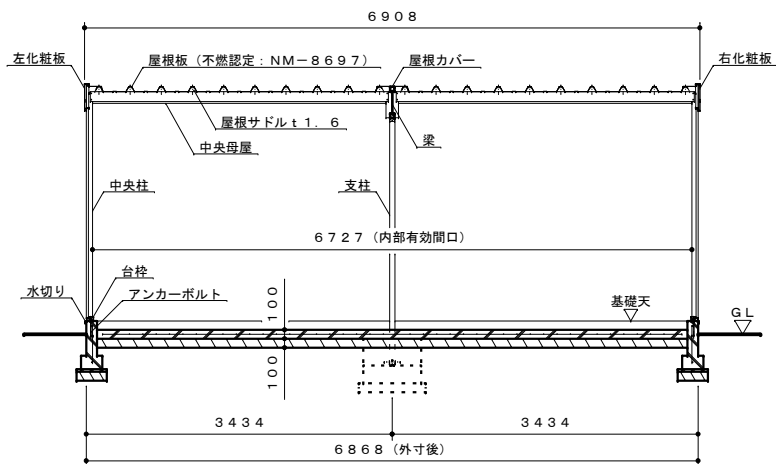 6908
左化粧板
屋根板（不燃認定：NM－8697）
屋根カバー
右化粧板
屋根サドルt1.6
中央母屋
梁
中央柱
支柱
6727（内部有効間口）
台枠
水切り
アンカーボルト
100
基礎天
GL
100
3434
3434
6868（外寸後）